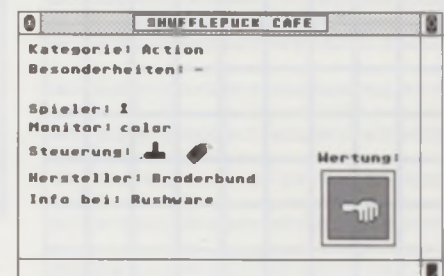 SHUFFLEPUCK CAFE
Kategorie: Action
Besonderheiten: -
Spieler: 1
Monitor: color
Steuerung:
Wertung:
Hersteller: Broderbund
Info bei: Rushware